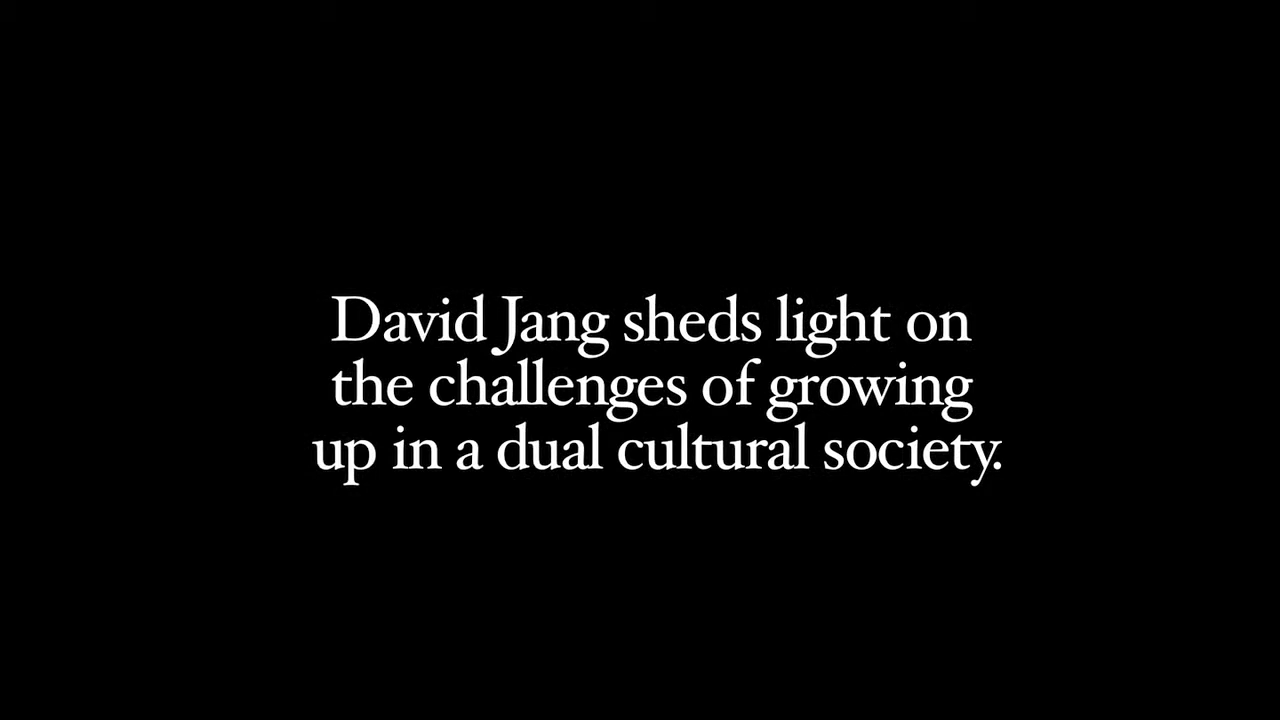 David Jang sheds light on
the challenges of growing
up in a dual cultural society.